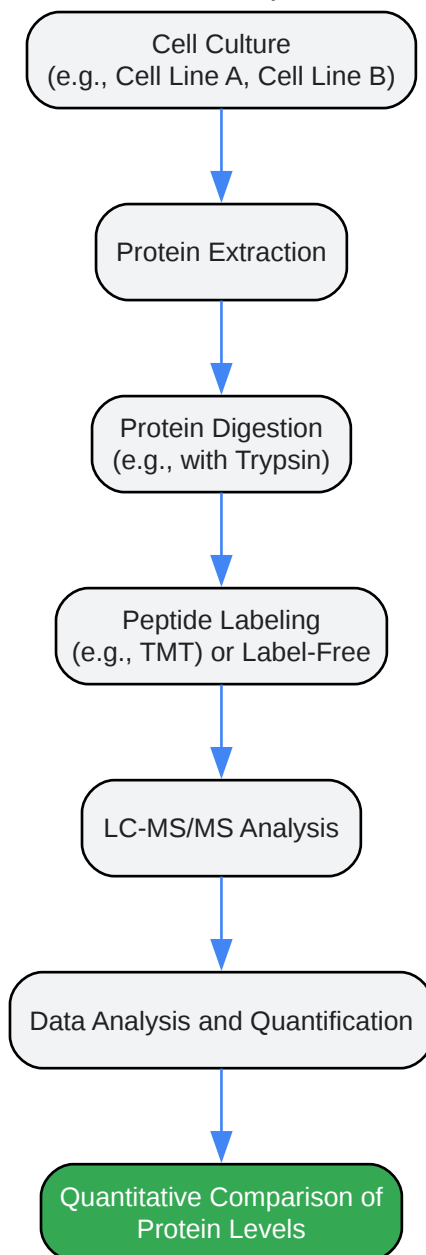 Cell Culture
(e.g., Cell Line A, Cell Line B)
Protein Extraction
Protein Digestion
(e.g., with Trypsin)
Peptide Labeling
(e.g., TMT) or Label-Free
LC-MS/MS Analysis
Data Analysis and Quantification
Quantitative Comparison of
Protein Levels